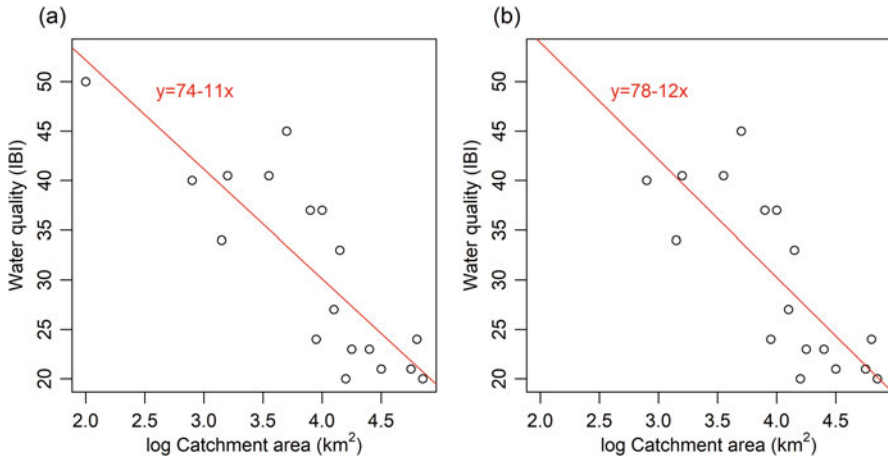 (a)
(b)
Water quality (IBI)
50
45
40
35
30
25
20
y=74-11x
2.0 2.5 3.0 3.5 4.0 4.5
log Catchment area (km²)
Water quality (IBI)
50
45
40
35
30
25
20
y=78-12x
2.0 2.5 3.0 3.5 4.0 4.5
log Catchment area (km²)